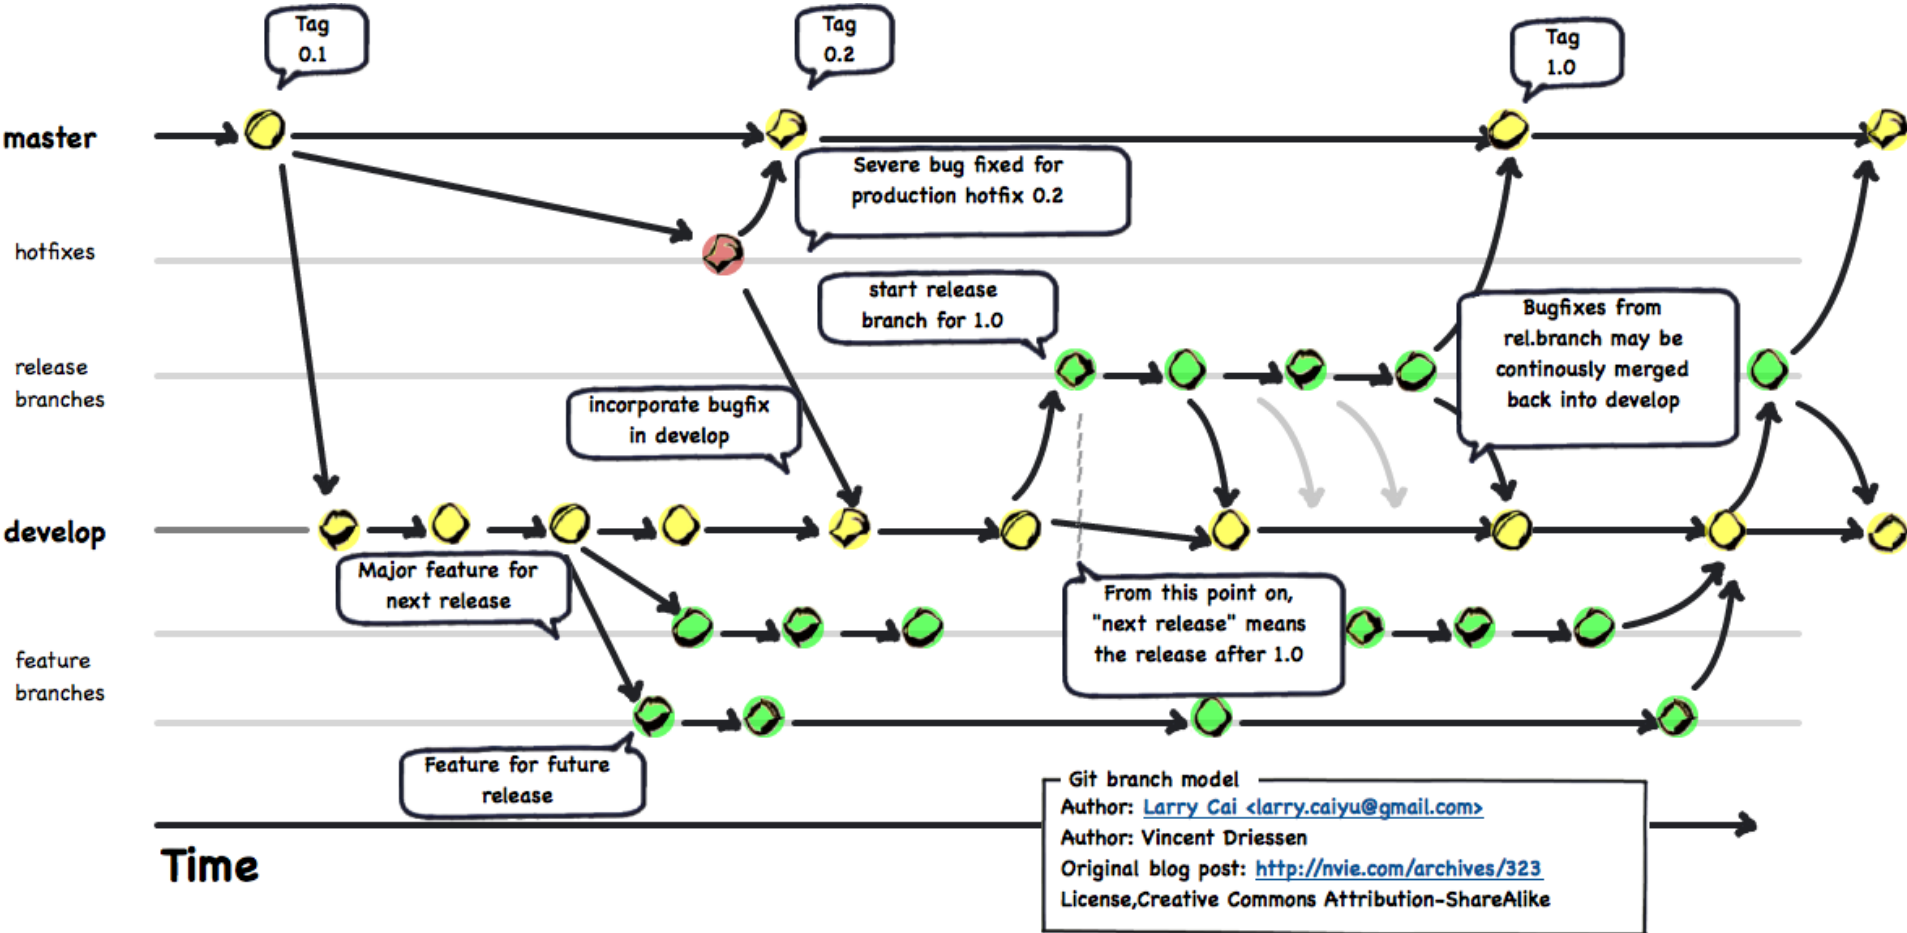 Tag
0.1
Tag
0.2
Tag
1.0
master
Severe bug fixed for
production hotfix 0.2
hotfixes
start release
branch for 1.0
Bugfixes from
rel.branch may be
continously merged
back into develop
release
branches
incorporate bugfix
in develop
develop
Major feature for
next release
From this point on,
"next release" means
the release after 1.0
feature
branches
Feature for future
release
Time
Git branch model
Author: Larry Cai <larry.caiyu@gmail.com>
Author: Vincent Driessen
Original blog post: http://nvie.com/archives/323
License,Creative Commons Attribution-ShareAlike